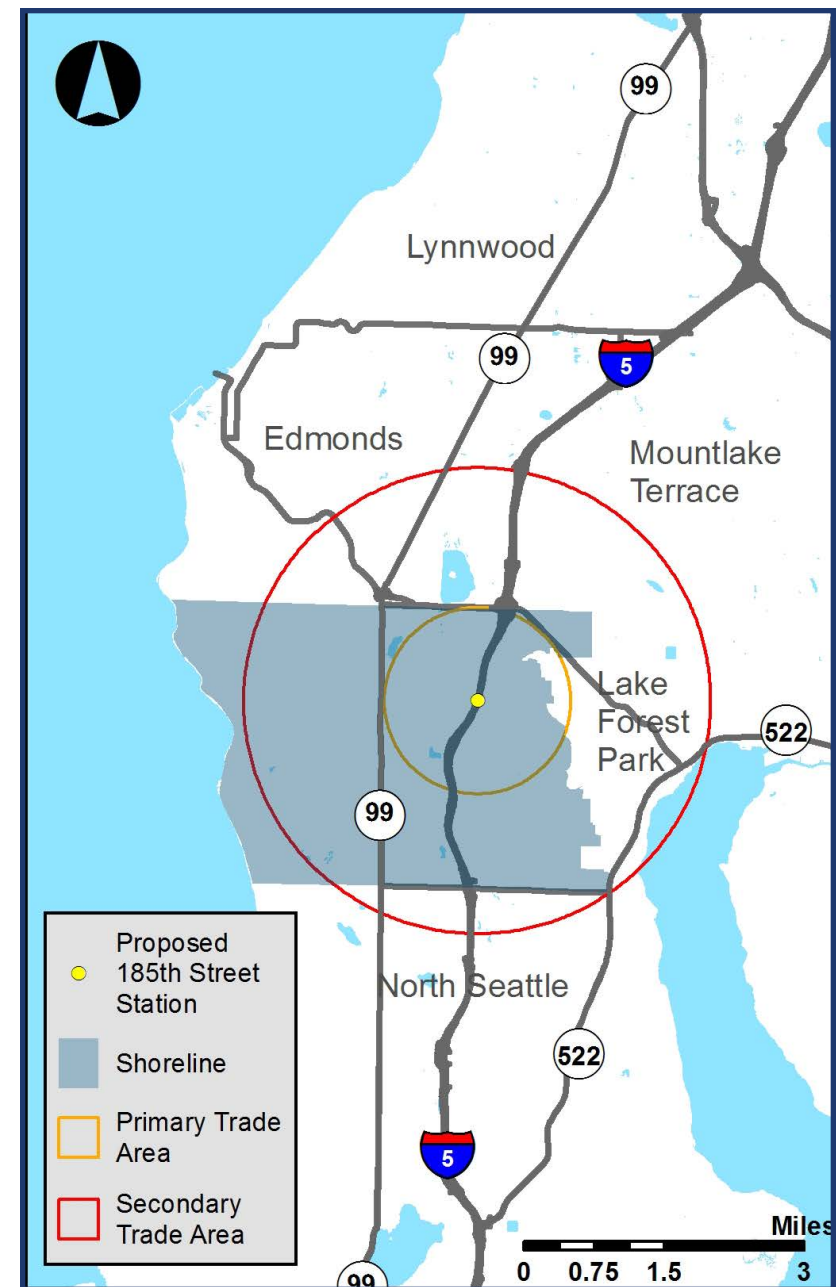 99
Lynnwood
99
5
Edmonds
Mountlake
Terrace
Lake
Forest
Park
522
99
North Seattle
522
5
99
Proposed
185th Street
Station
Shoreline
Primary Trade
Area
Secondary
Trade Area
Miles
0 0.75 1.5 3